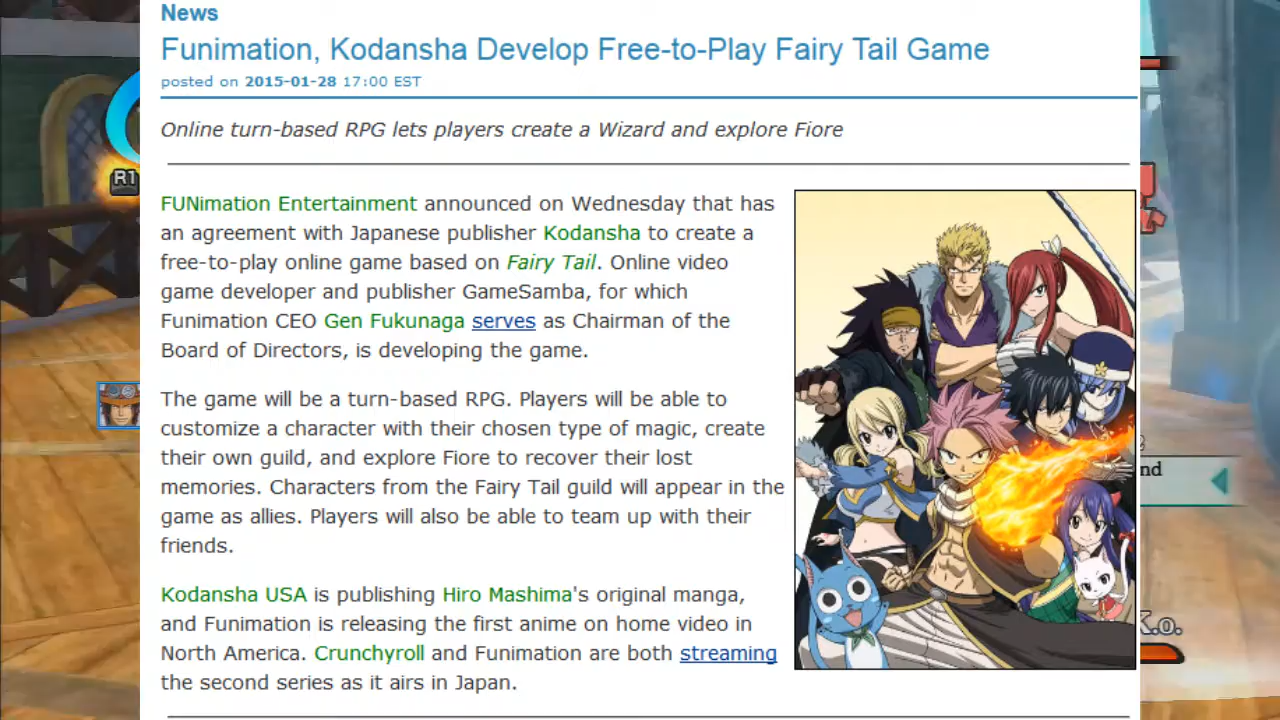 News
Funimation, Kodansha Develop Free-to-Play Fairy Tail Game
posted on 2015-01-28 17:00 EST
Online turn-based RPG lets players create a Wizard and explore Fiore
R1
FUNimation Entertainment announced on Wednesday that has
an agreement with Japanese publisher Kodansha to create a
free-to-play online game based on Fairy Tail. Online video
game developer and publisher GameSamba, for which
Funimation CEO Gen Fukunaga serves as Chairman of the
Board of Directors, is developing the game.
The game will be a turn-based RPG. Players will be able to
customize a character with their chosen type of magic, create
their own guild, and explore Fiore to recover their lost
memories. Characters from the Fairy Tail guild will appear in the
game as allies. Players will also be able to team up with their
friends.
nd
Kodansha USA is publishing Hiro Mashima's original manga,
and Funimation is releasing the first anime on home video in
North America. Crunchyroll and Funimation are both streaming
the second series as it airs in Japan.
K.o.